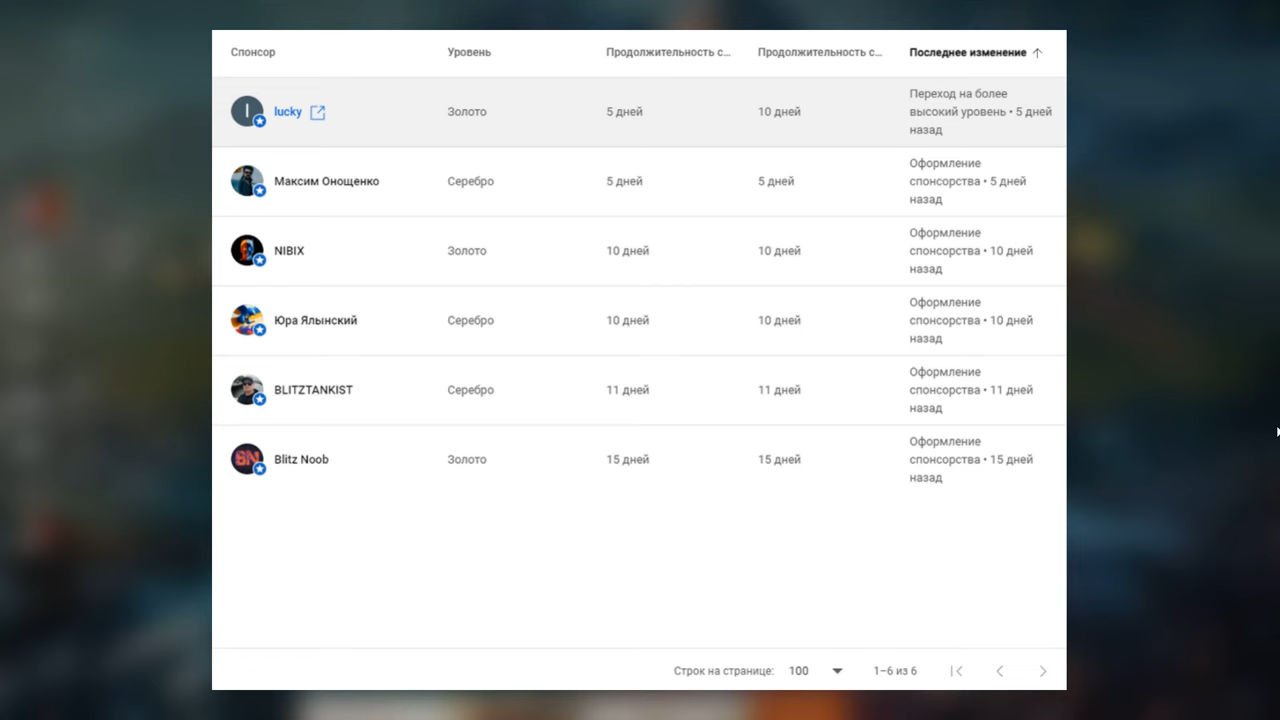 Спонсор Уровень Продолжительность с... Продолжительность с... Последнее изменение
l lucky Золото 5 дней 10 дней Переход на более
высокий уровень • 5 дней
назад
Максим Онощенко Серебро 5 дней 5 дней Оформление
спонсорства • 5 дней
назад
NIBIX Золото 10 дней 10 дней Оформление
спонсорства • 10 дней
назад
Юра Ялынский Серебро 10 дней 10 дней Оформление
спонсорства • 10 дней
назад
BLITZTANKIST Серебро 11 дней 11 дней Оформление
спонсорства • 11 дней
назад
BN Blitz Noob Золото 15 дней 15 дней Оформление
спонсорства • 15 дней
назад
Строк на странице: 100 1–6 из 6